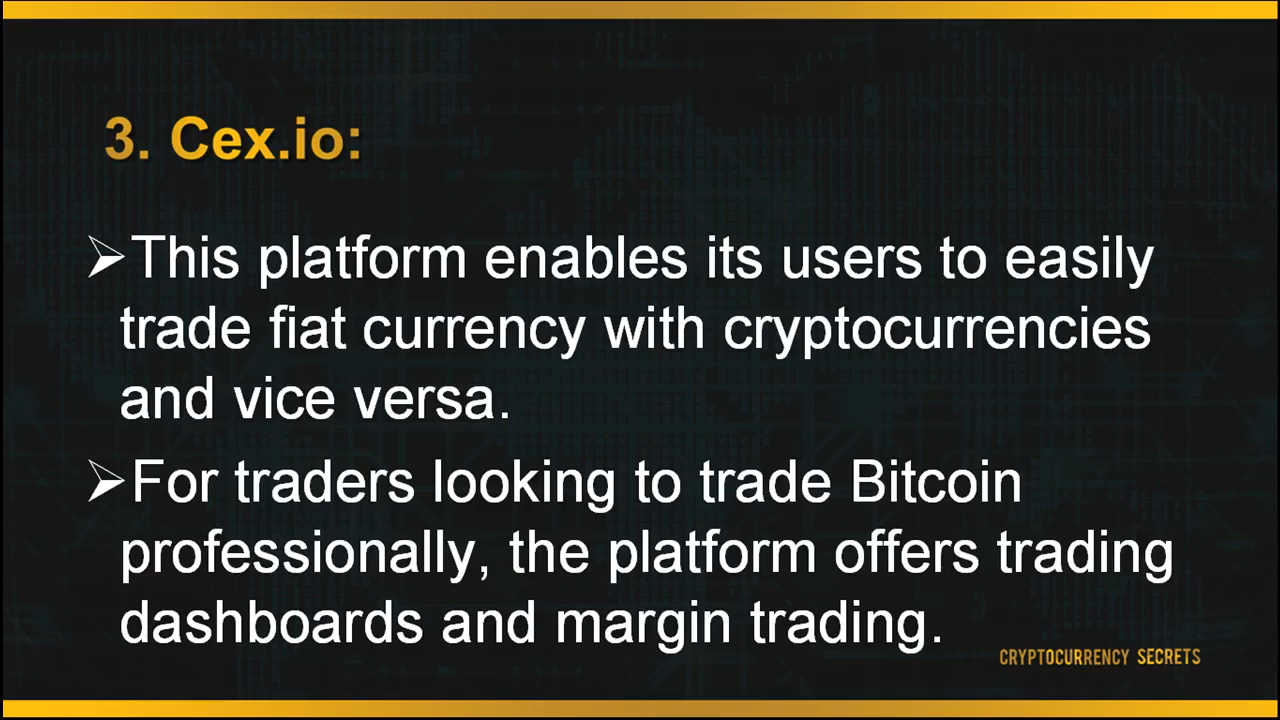 3. Cex.io:
➢This platform enables its users to easily
trade fiat currency with cryptocurrencies
and vice versa.
➢For traders looking to trade Bitcoin
professionally, the platform offers trading
dashboards and margin trading.
CRYPTOCURRENCY SECRETS